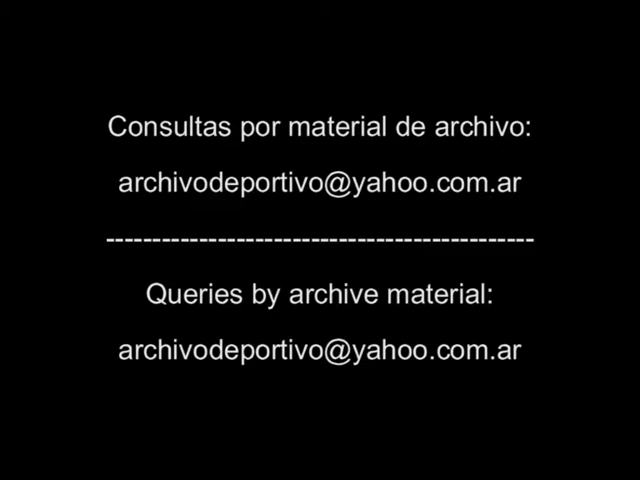 Consultas por material de archivo:
archivodeportivo@yahoo.com.ar
-----------------------------------------------
Queries by archive material:
archivodeportivo@yahoo.com.ar